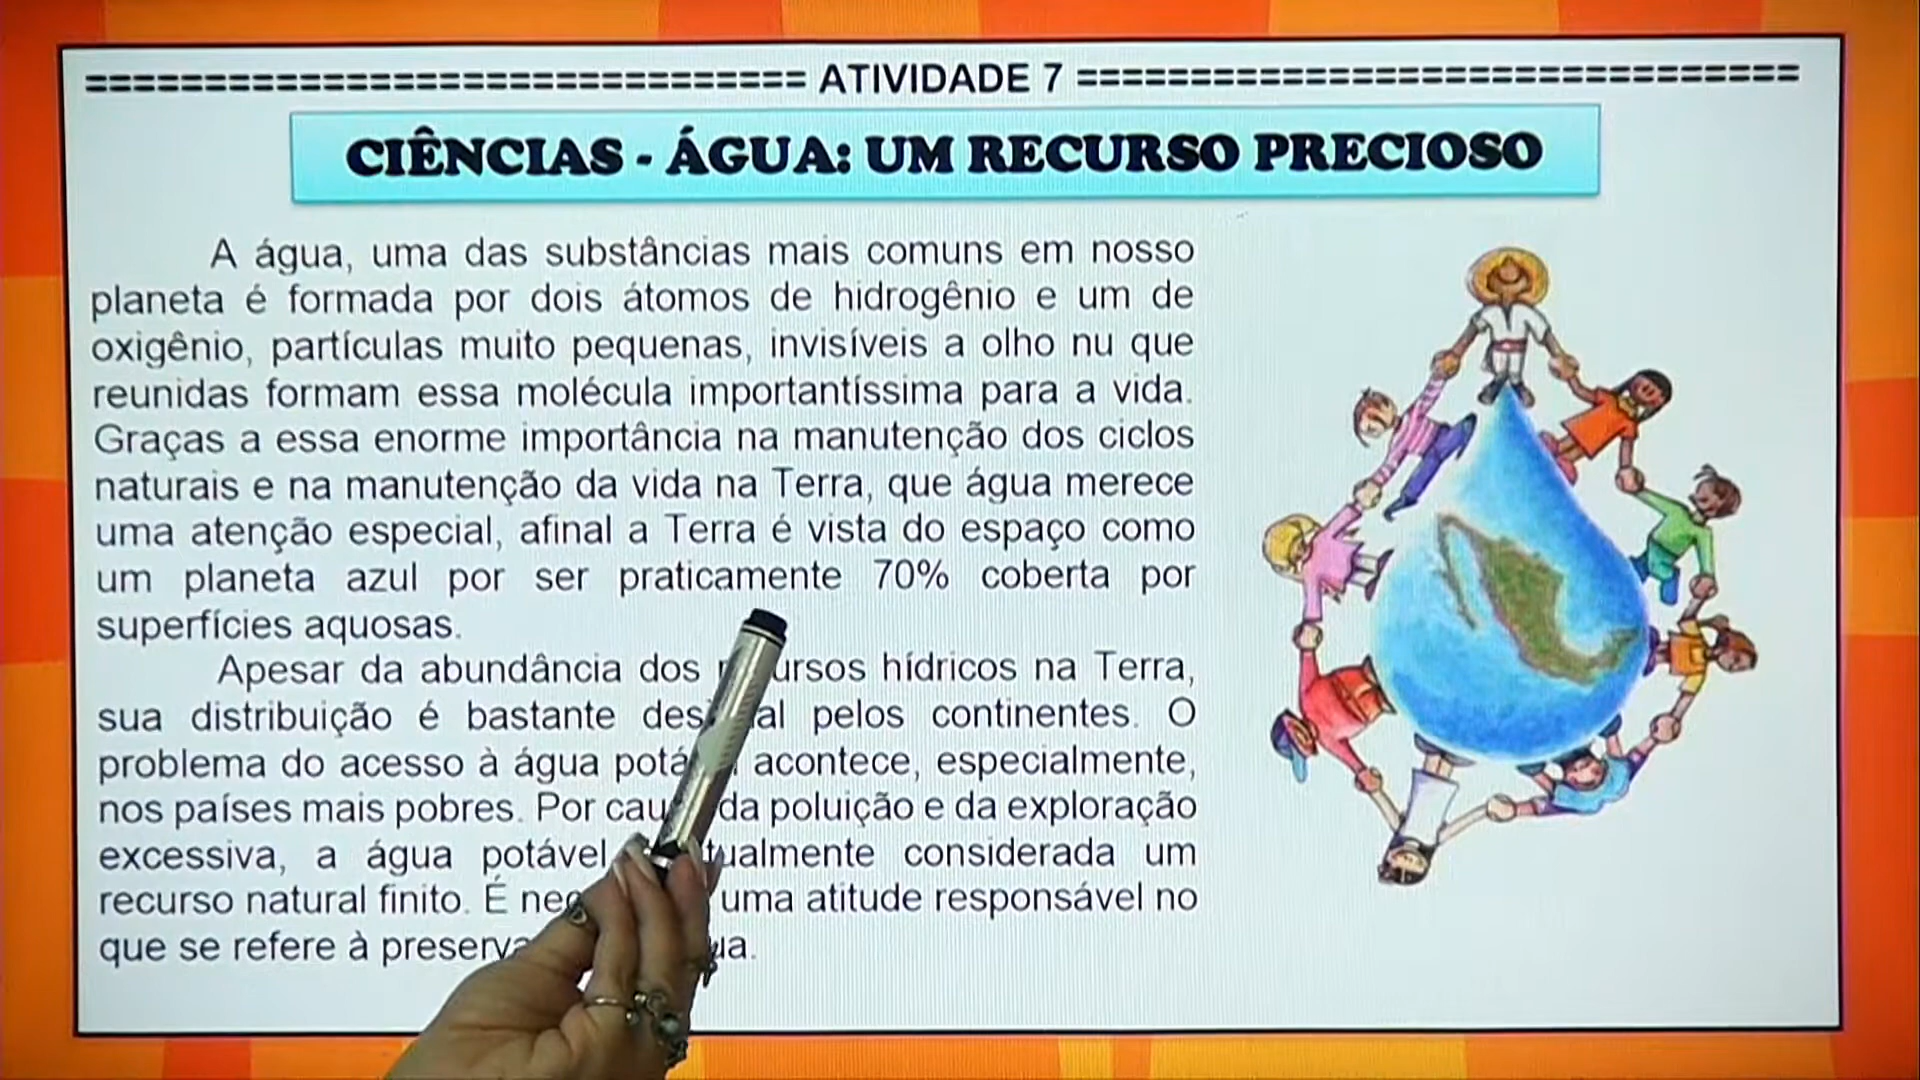 =============================== ATIVIDADE 7 ===============================
CIÊNCIAS - ÁGUA: UM RECURSO PRECIOSO
A água, uma das substâncias mais comuns em nosso
planeta é formada por dois átomos de hidrogênio e um de
oxigênio, partículas muito pequenas, invisíveis a olho nu que
reunidas formam essa molécula importantíssima para a vida.
Graças a essa enorme importância na manutenção dos ciclos
naturais e na manutenção da vida na Terra, que água merece
uma atenção especial, afinal a Terra é vista do espaço como
um planeta azul por ser praticamente 70% coberta por
superfícies aquosas.
Apesar da abundância dos hídricos na Terra,
sua distribuição é bastante pelos continentes. O
problema do acesso à água acontece, especialmente,
nos países mais pobres. Por da poluição e da exploração
excessiva, a água potável considerada um
recurso natural finito. É uma atitude responsável no
que se refere à